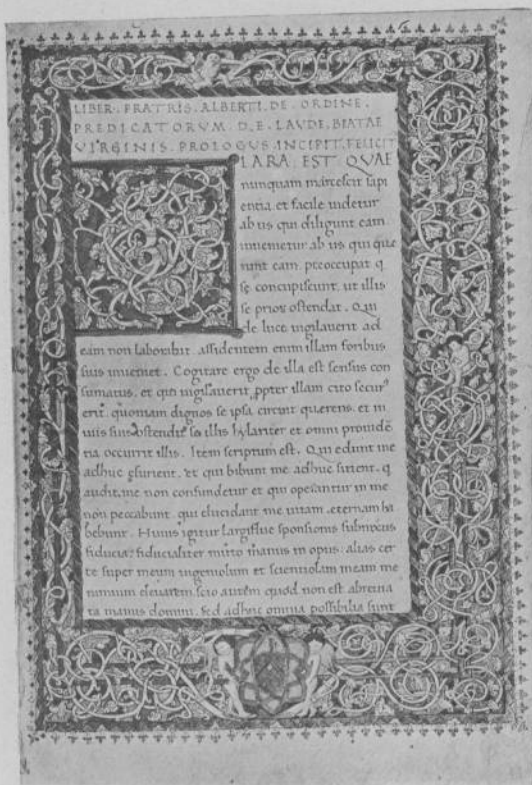 LIBER. FRATRIS. ALBERTI. DE. ORDINE.
PREDICATORVM. D.E. LAVDE. BIATAE
VIRGINIS. PROLOGVS. INCIPIT. FELICIT
CLARA. EST. QVAE
nunquam marcescit sapi
entia. et facile uidetur
ab iis qui diligunt eam.
inuenietur ab iis qui que
runt eam. preoccupat q
se concupiscunt. ut illis
se prior ostendat. Qui
de luce uigilauerit ad
eam non laborabit. assidentem enim illam foribus
suis inueniet. Cogitare ergo de illa est sensus con
sumatus. et qui uigilauerit ppter illam cito secur
erit. quoniam dignos se ipsa circuit querens. et in
uiis suis ostendit se illis hylariter et omni prouidē
tia occurrit illis. Item scriptum est. Qui edunt me
adhuc esurient. et qui bibunt me adhuc sitient. q
audit me non confundetur et qui operantur in me
non peccabunt. qui elucidant me uitam eternam ha
bebunt. Huius igitur largiflue sponsionis submixus
fiducia: fiducialiter mitto manus in opus. alias cer
te super meum ingeniolum et scientiolam meam me
nimium eleuarem. scio autem quod non est abreuia
ta manus domini. sed adhuc omnia possibilia sunt